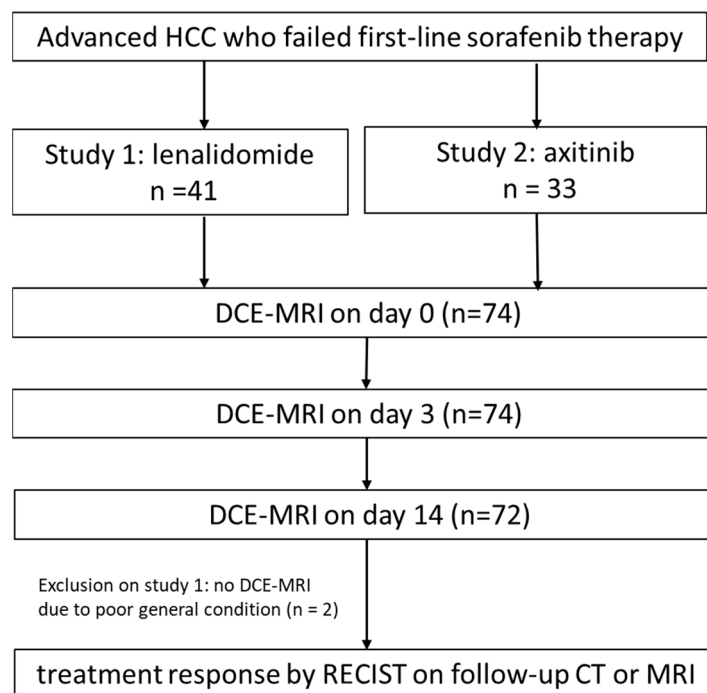 Advanced HCC who failed first-line sorafenib therapy
Study 1: lenalidomide
n =41
Study 2: axitinib
n = 33
DCE-MRI on day 0 (n=74)
DCE-MRI on day 3 (n=74)
DCE-MRI on day 14 (n=72)
Exclusion on study 1: no DCE-MRI
due to poor general condition (n = 2)
treatment response by RECIST on follow-up CT or MRI